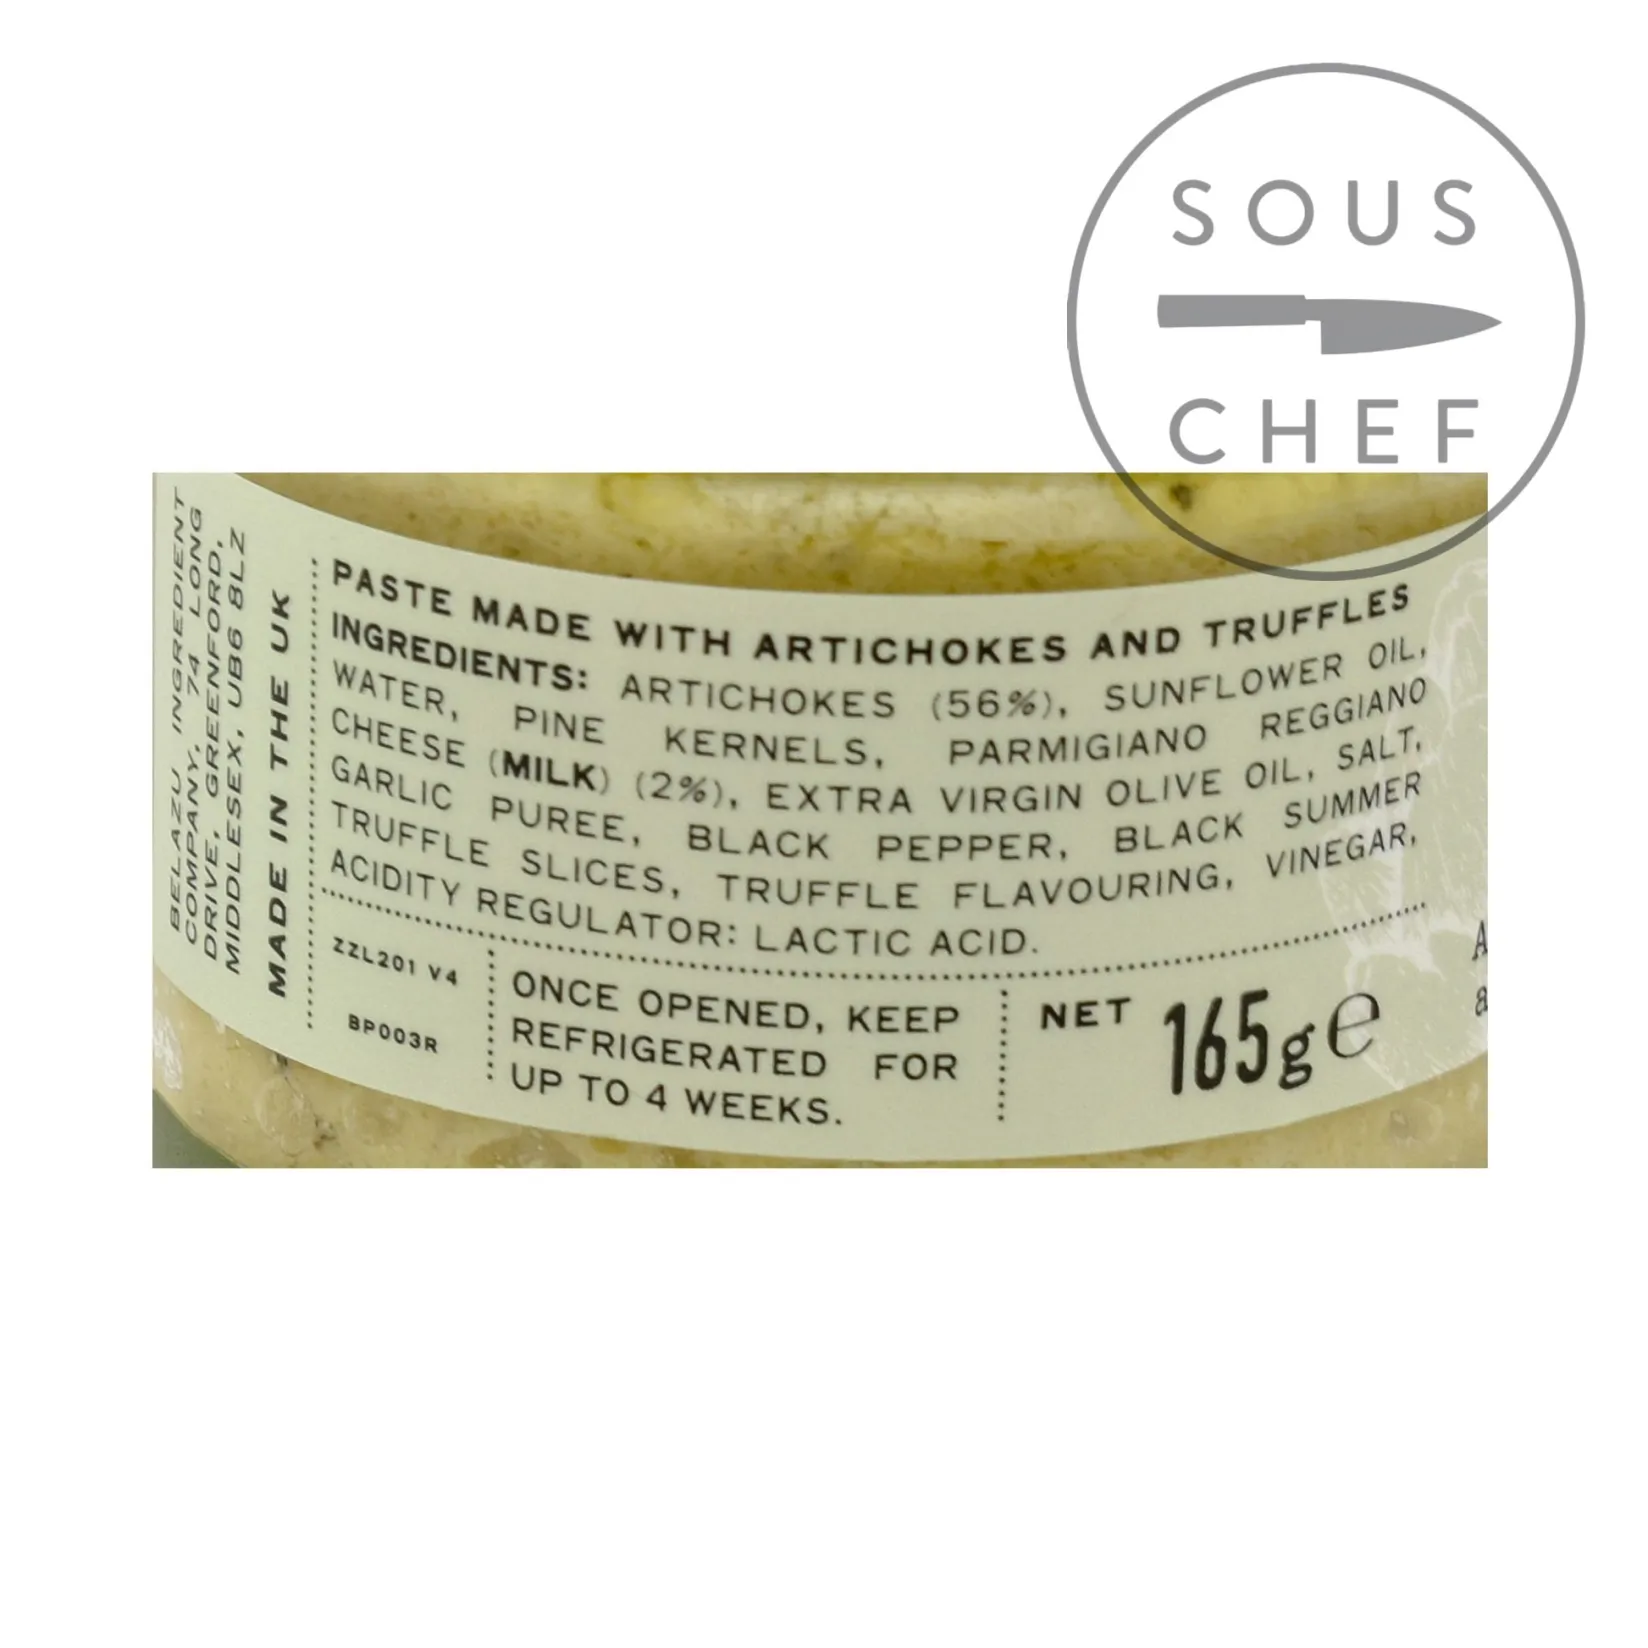 SOUS
CHEF
BELAZU INGREDIENT
COMPANY, 74 LONG
DRIVE, GREENFORD,
MIDDLESEX, UB6 8LZ
MADE IN THE UK
PASTE MADE WITH ARTICHOKES AND TRUFFLES
INGREDIENTS: ARTICHOKES (56%), SUNFLOWER OIL,
WATER, PINE KERNELS, PARMIGIANO REGGIANO
CHEESE (MILK) (2%), EXTRA VIRGIN OLIVE OIL, SALT,
GARLIC PUREE, BLACK PEPPER, BLACK SUMMER
TRUFFLE SLICES, TRUFFLE FLAVOURING, VINEGAR,
ACIDITY REGULATOR: LACTIC ACID.
ZZL201 V4
BP003R
ONCE OPENED, KEEP
REFRIGERATED FOR
UP TO 4 WEEKS.
NET 165g e